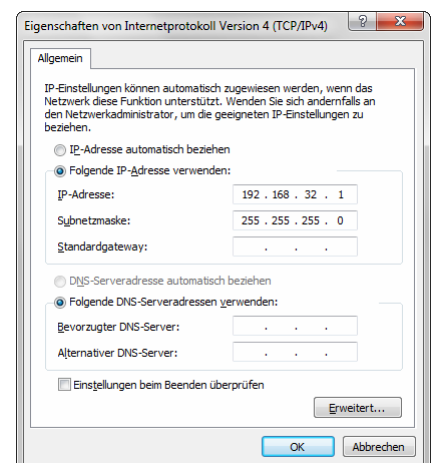 Eigenschaften von Internetprotokoll Version 4 (TCP/IPv4)
Allgemein
IP-Einstellungen können automatisch zugewiesen werden, wenn das
Netzwerk diese Funktion unterstützt. Wenden Sie sich andernfalls an
den Netzwerkadministrator, um die geeigneten IP-Einstellungen zu
beziehen.
IP-Adresse automatisch beziehen
Folgende IP-Adresse verwenden:
IP-Adresse: 192 . 168 . 32 . 1
Subnetzmaske: 255 . 255 . 255 . 0
Standardgateway: . . .
DNS-Serveradresse automatisch beziehen
Folgende DNS-Serveradressen verwenden:
Bevorzugter DNS-Server: . . .
Alternativer DNS-Server: . . .
Einstellungen beim Beenden überprüfen
Erweitert...
OK Abbrechen